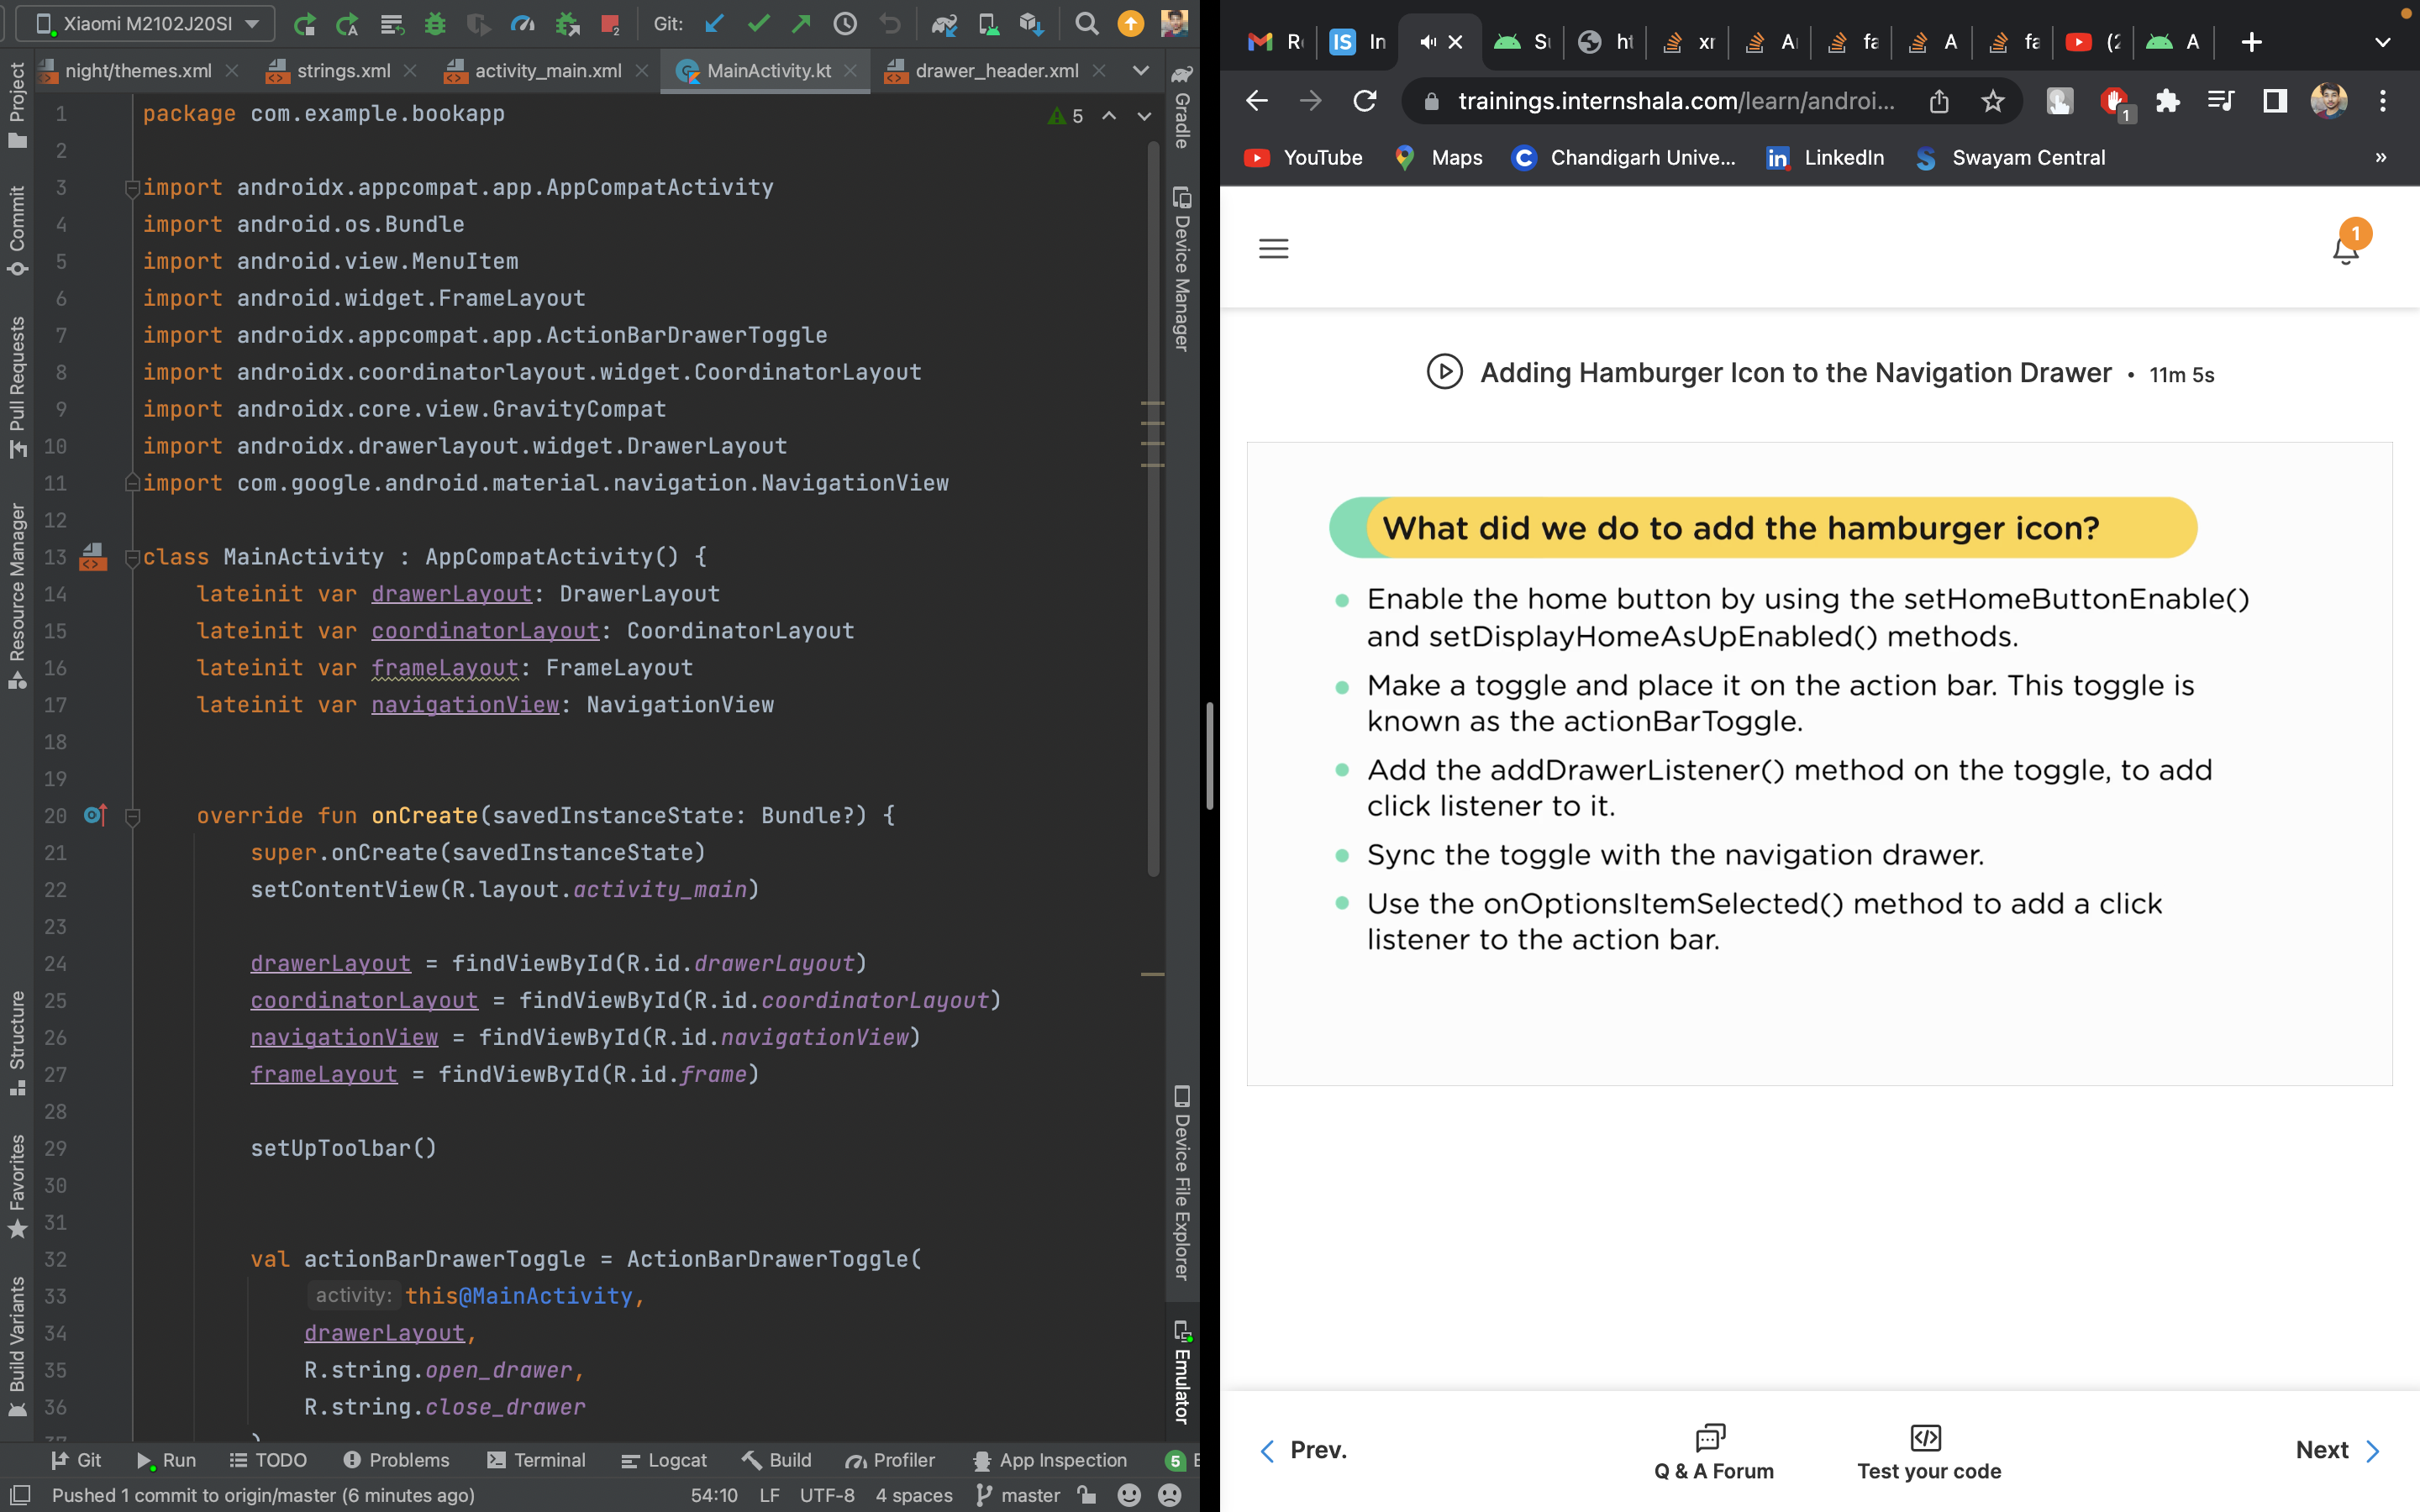 Xiaomi M2102J20SI
Git:
night/themes.xml
strings.xml
activity_main.xml
MainActivity.kt
drawer_header.xml
Project
Commit
Pull Requests
Resource Manager
Structure
Favorites
Build Variants
Gradle
Device Manager
Device File Explorer
Emulator
5
1 package com.example.bookapp
2
3 import androidx.appcompat.app.AppCompatActivity
4 import android.os.Bundle
5 import android.view.MenuItem
6 import android.widget.FrameLayout
7 import androidx.appcompat.app.ActionBarDrawerToggle
8 import androidx.coordinatorlayout.widget.CoordinatorLayout
9 import androidx.core.view.GravityCompat
10 import androidx.drawerlayout.widget.DrawerLayout
11 import com.google.android.material.navigation.NavigationView
12
13 class MainActivity : AppCompatActivity() {
14 lateinit var drawerLayout: DrawerLayout
15 lateinit var coordinatorLayout: CoordinatorLayout
16 lateinit var frameLayout: FrameLayout
17 lateinit var navigationView: NavigationView
18
19
20 override fun onCreate(savedInstanceState: Bundle?) {
21 super.onCreate(savedInstanceState)
22 setContentView(R.layout.activity_main)
23
24 drawerLayout = findViewById(R.id.drawerLayout)
25 coordinatorLayout = findViewById(R.id.coordinatorLayout)
26 navigationView = findViewById(R.id.navigationView)
27 frameLayout = findViewById(R.id.frame)
28
29 setUpToolbar()
30
31
32 val actionBarDrawerToggle = ActionBarDrawerToggle(
33 activity: this@MainActivity,
34 drawerLayout,
35 R.string.open_drawer,
36 R.string.close_drawer
Git
Run
TODO
Problems
Terminal
Logcat
Build
Profiler
App Inspection
5
Pushed 1 commit to origin/master (6 minutes ago)
54:10
LF
UTF-8
4 spaces
master
IS In
A
A
A
trainings.internshala.com/learn/androi...
1
YouTube
Maps
Chandigarh Unive...
LinkedIn
Swayam Central
»
1
Adding Hamburger Icon to the Navigation Drawer • 11m 5s
What did we do to add the hamburger icon?
Enable the home button by using the setHomeButtonEnable()
and setDisplayHomeAsUpEnabled() methods.
Make a toggle and place it on the action bar. This toggle is
known as the actionBarToggle.
Add the addDrawerListener() method on the toggle, to add
click listener to it.
Sync the toggle with the navigation drawer.
Use the onOptionsItemSelected() method to add a click
listener to the action bar.
Prev.
Q & A Forum
Test your code
Next